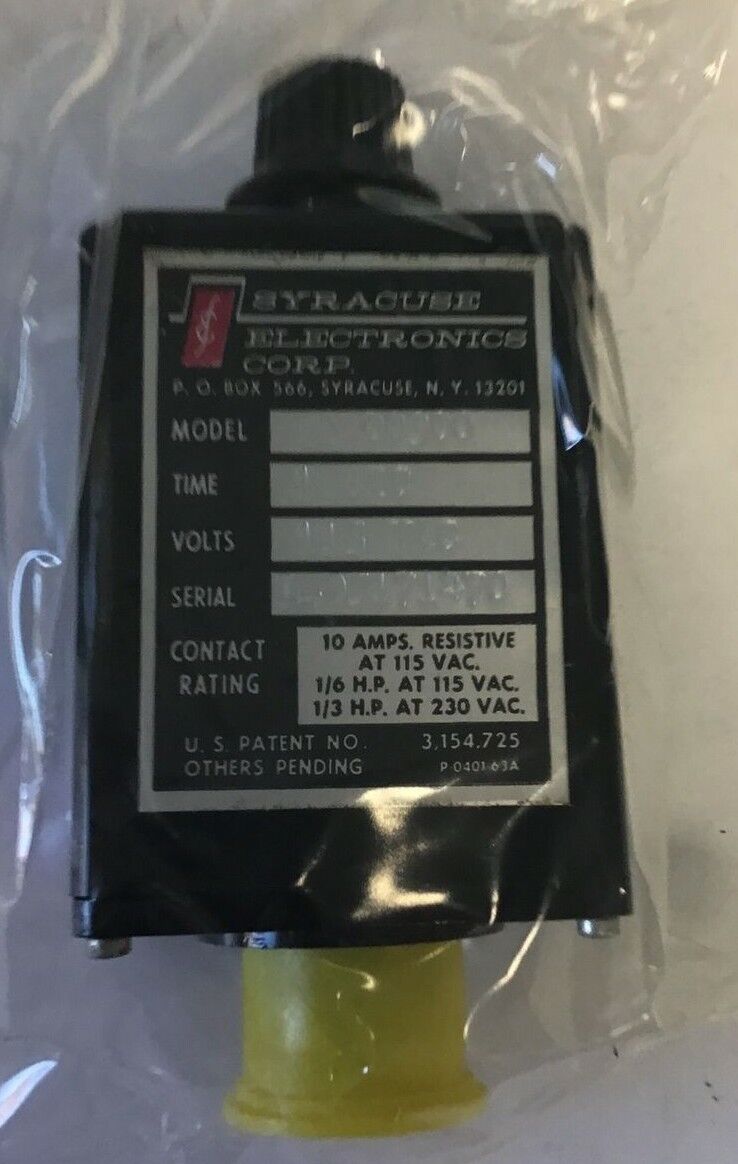 SYRACUSE
ELECTRONICS
CORP.
P. O. BOX 566, SYRACUSE, N. Y. 13201
MODEL
TIME
VOLTS
SERIAL
CONTACT RATING
10 AMPS. RESISTIVE
AT 115 VAC.
1/6 H.P. AT 115 VAC.
1/3 H.P. AT 230 VAC.
U. S. PATENT NO. 3,154.725
OTHERS PENDING P-0401-63A